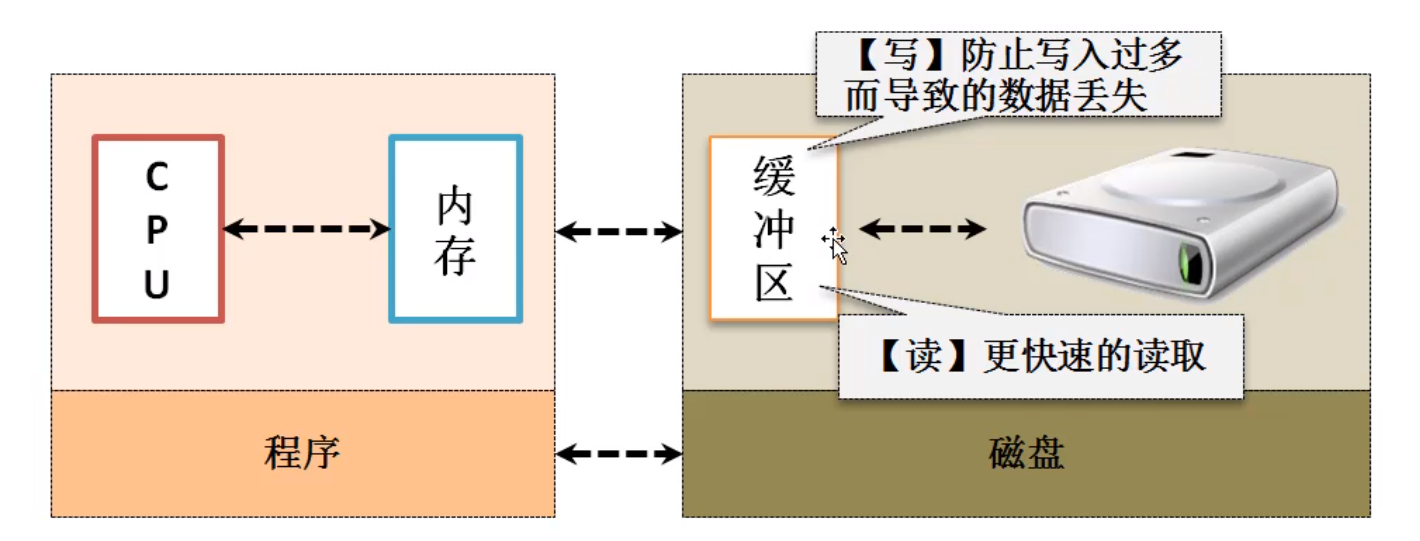 【写】防止写入过多
而导致的数据丢失
CPU
内存
缓冲区
【读】更快速的读取
程序
磁盘